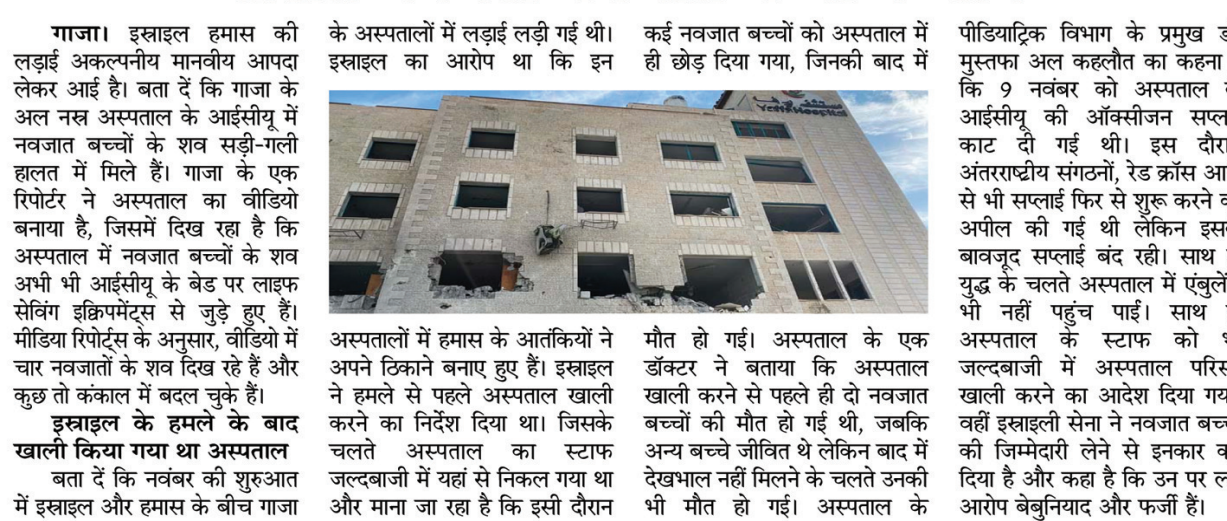 गाजा। इस्राइल हमास की
लड़ाई अकल्पनीय मानवीय आपदा
लेकर आई है। बता दें कि गाजा के
अल नस्र अस्पताल के आईसीयू में
नवजात बच्चों के शव सड़ी-गली
हालत में मिले हैं। गाजा के एक
रिपोर्टर ने अस्पताल का वीडियो
बनाया है, जिसमें दिख रहा है कि
अस्पताल में नवजात बच्चों के शव
अभी भी आईसीयू के बेड पर लाइफ
सेविंग इक्विपमेंट्स से जुड़े हुए हैं।
मीडिया रिपोर्ट्स के अनुसार, वीडियो में
चार नवजातों के शव दिख रहे हैं और
कुछ तो कंकाल में बदल चुके हैं।
इस्राइल के हमले के बाद
खाली किया गया था अस्पताल
बता दें कि नवंबर की शुरुआत
में इस्राइल और हमास के बीच गाजा
के अस्पतालों में लड़ाई लड़ी गई थी।
इस्राइल का आरोप था कि इन
अस्पतालों में हमास के आतंकियों ने
अपने ठिकाने बनाए हुए हैं। इस्राइल
ने हमले से पहले अस्पताल खाली
करने का निर्देश दिया था। जिसके
चलते अस्पताल का स्टाफ
जल्दबाजी में यहां से निकल गया था
और माना जा रहा है कि इसी दौरान
कई नवजात बच्चों को अस्पताल में
ही छोड़ दिया गया, जिनकी बाद में
मौत हो गई। अस्पताल के एक
डॉक्टर ने बताया कि अस्पताल
खाली करने से पहले ही दो नवजात
बच्चों की मौत हो गई थी, जबकि
अन्य बच्चे जीवित थे लेकिन बाद में
देखभाल नहीं मिलने के चलते उनकी
भी मौत हो गई। अस्पताल के
पीडियाट्रिक विभाग के प्रमुख
मुस्तफा अल कहलौत का कहना
कि 9 नवंबर को अस्पताल
आईसीयू की ऑक्सीजन
काट दी गई थी। इस
अंतरराष्ट्रीय संगठनों, रेड क्रॉस
से भी सप्लाई फिर से शुरू करने
अपील की गई थी लेकिन
बावजूद सप्लाई बंद रही। साथ
युद्ध के चलते अस्पताल में
भी नहीं पहुंच पाई। साथ
अस्पताल के स्टाफ को
जल्दबाजी में अस्पताल
खाली करने का आदेश दिया
वहीं इस्राइली सेना ने नवजात
की जिम्मेदारी लेने से इनकार
दिया है और कहा है कि उन पर
आरोप बेबुनियाद और फर्जी हैं।